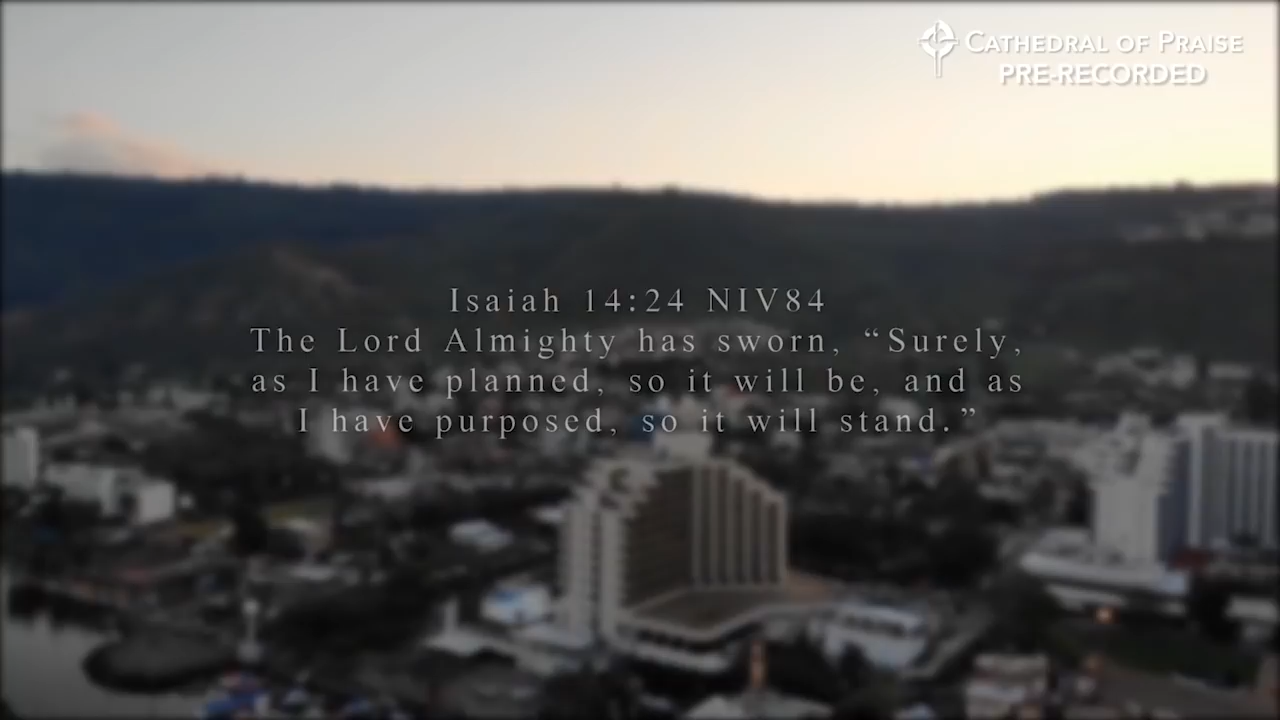 CATHEDRAL OF PRAISE
PRE-RECORDED
Isaiah 14:24 NIV84
The Lord Almighty has sworn, “Surely,
as I have planned, so it will be, and as
I have purposed, so it will stand.”